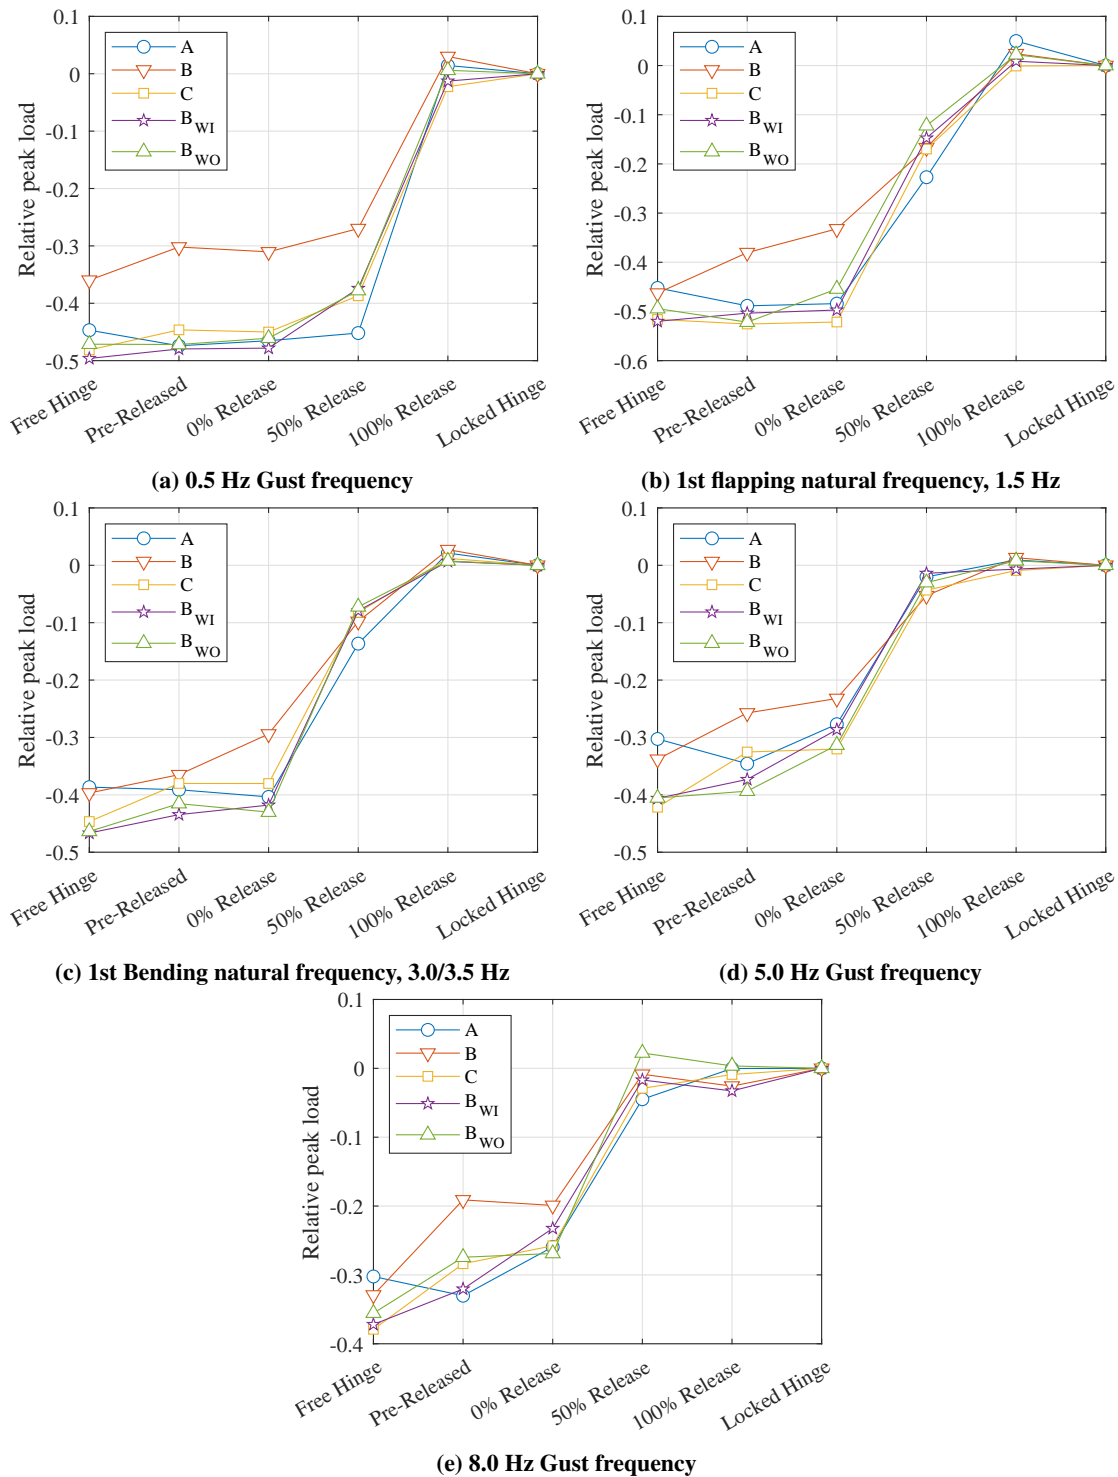 0.1
0
-0.1
-0.2
-0.3
-0.4
-0.5
Relative peak load
A
B
C
B_WI
B_WO
Free Hinge
Pre-Released
0% Release
50% Release
100% Release
Locked Hinge
(a) 0.5 Hz Gust frequency
0.1
0
-0.1
-0.2
-0.3
-0.4
-0.5
-0.6
Relative peak load
A
B
C
B_WI
B_WO
Free Hinge
Pre-Released
0% Release
50% Release
100% Release
Locked Hinge
(b) 1st flapping natural frequency, 1.5 Hz
0.1
0
-0.1
-0.2
-0.3
-0.4
-0.5
Relative peak load
A
B
C
B_WI
B_WO
Free Hinge
Pre-Released
0% Release
50% Release
100% Release
Locked Hinge
(c) 1st Bending natural frequency, 3.0/3.5 Hz
0.1
0
-0.1
-0.2
-0.3
-0.4
-0.5
Relative peak load
A
B
C
B_WI
B_WO
Free Hinge
Pre-Released
0% Release
50% Release
100% Release
Locked Hinge
(d) 5.0 Hz Gust frequency
0.1
0
-0.1
-0.2
-0.3
-0.4
Relative peak load
A
B
C
B_WI
B_WO
Free Hinge
Pre-Released
0% Release
50% Release
100% Release
Locked Hinge
(e) 8.0 Hz Gust frequency